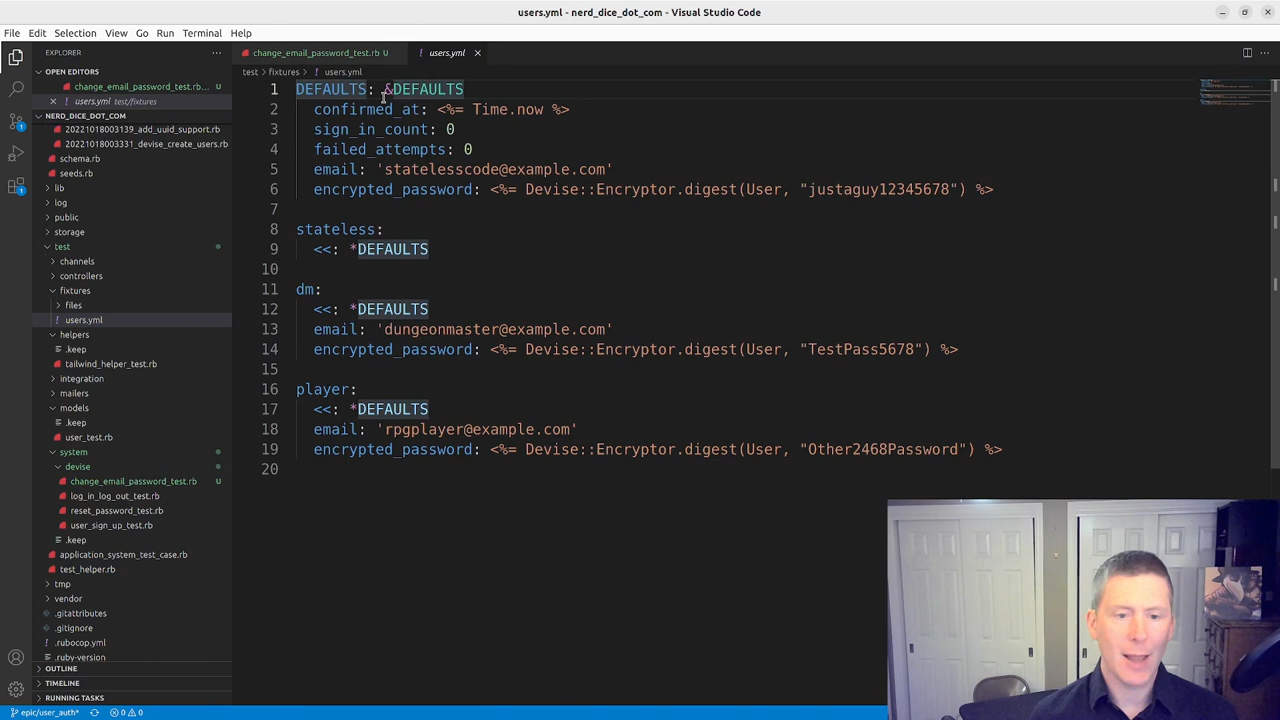 users.yml - nerd_dice_dot_com - Visual Studio Code
File Edit Selection View Go Run Terminal Help
EXPLORER
OPEN EDITORS
change_email_password_test.rb...
users.yml test/fixtures
NERD_DICE_DOT_COM
20221018003139_add_uuid_support.rb
20221018003331_devise_create_users.rb
schema.rb
seeds.rb
lib
log
public
storage
test
channels
controllers
fixtures
files
users.yml
helpers
.keep
tailwind_helper_test.rb
integration
mailers
models
.keep
user_test.rb
system
devise
change_email_password_test.rb U
log_in_log_out_test.rb
reset_password_test.rb
user_sign_up_test.rb
.keep
application_system_test_case.rb
test_helper.rb
tmp
vendor
.gitattributes
.gitignore
.rubocop.yml
.ruby-version
OUTLINE
TIMELINE
RUNNING TASKS
change_email_password_test.rb U users.yml
test > fixtures > ! users.yml
1 DEFAULTS: &DEFAULTS
2 confirmed_at: <%= Time.now %>
3 sign_in_count: 0
4 failed_attempts: 0
5 email: 'statelesscode@example.com'
6 encrypted_password: <%= Devise::Encryptor.digest(User, "justaguy12345678") %>
7
8 stateless:
9 <<: *DEFAULTS
10
11 dm:
12 <<: *DEFAULTS
13 email: 'dungeonmaster@example.com'
14 encrypted_password: <%= Devise::Encryptor.digest(User, "TestPass5678") %>
15
16 player:
17 <<: *DEFAULTS
18 email: 'rpgplayer@example.com'
19 encrypted_password: <%= Devise::Encryptor.digest(User, "Other2468Password") %>
20
epic/user_auth* 0 0